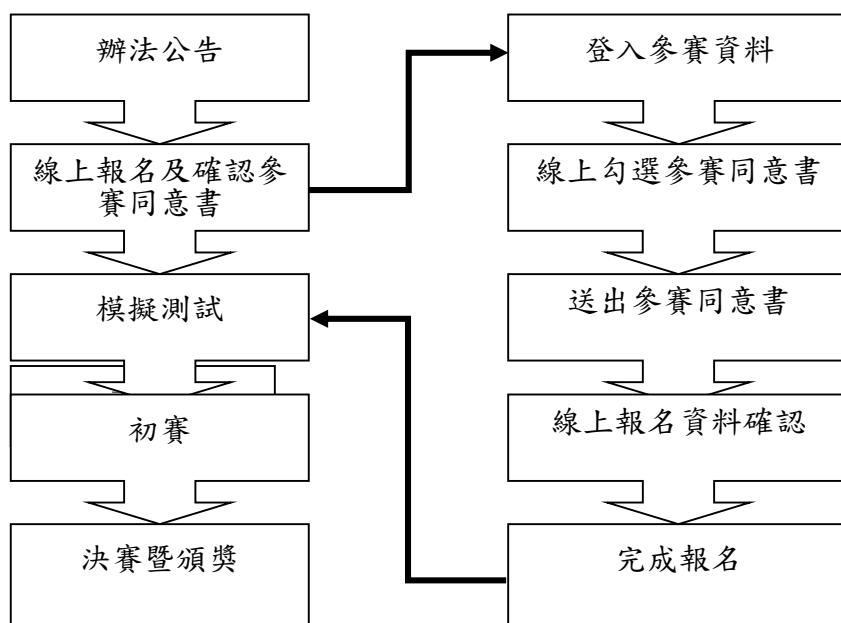 辦法公告
線上報名及確認參
賽同意書
模擬測試
初賽
決賽暨頒獎
登入參賽資料
線上勾選參賽同意書
送出參賽同意書
線上報名資料確認
完成報名